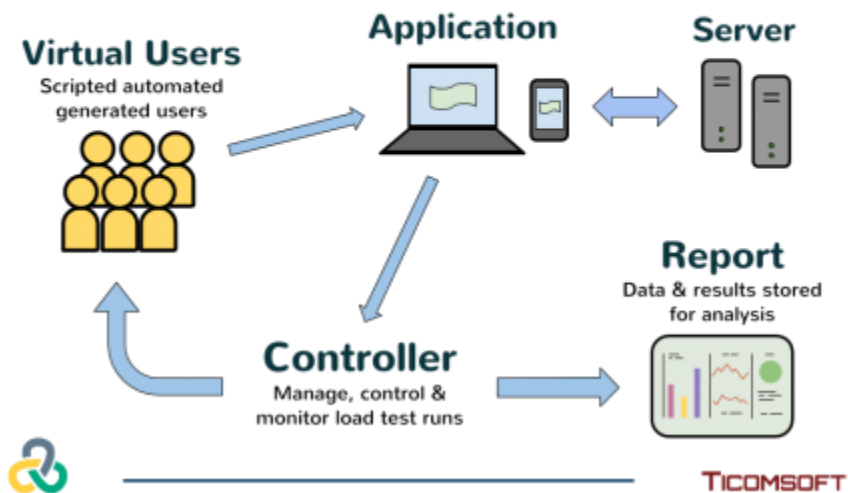 Virtual Users
Scripted automated
generated users
Application
Server
Report
Data & results stored
for analysis
Controller
Manage, control &
monitor load test runs
TICOMSOFT